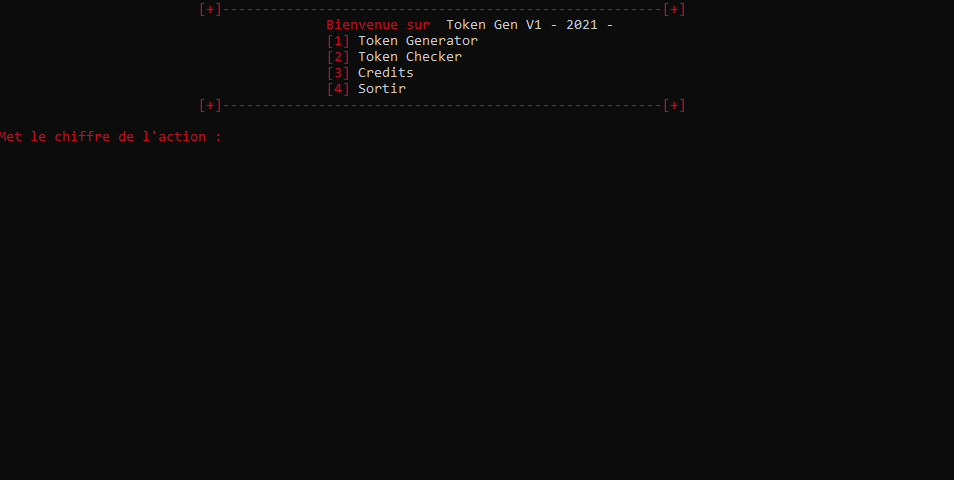 [+]-------------------------------------------------------[+]
Bienvenue sur  Token Gen V1 - 2021 -
[1] Token Generator
[2] Token Checker
[3] Credits
[4] Sortir
[+]-------------------------------------------------------[+]
Met le chiffre de l'action :